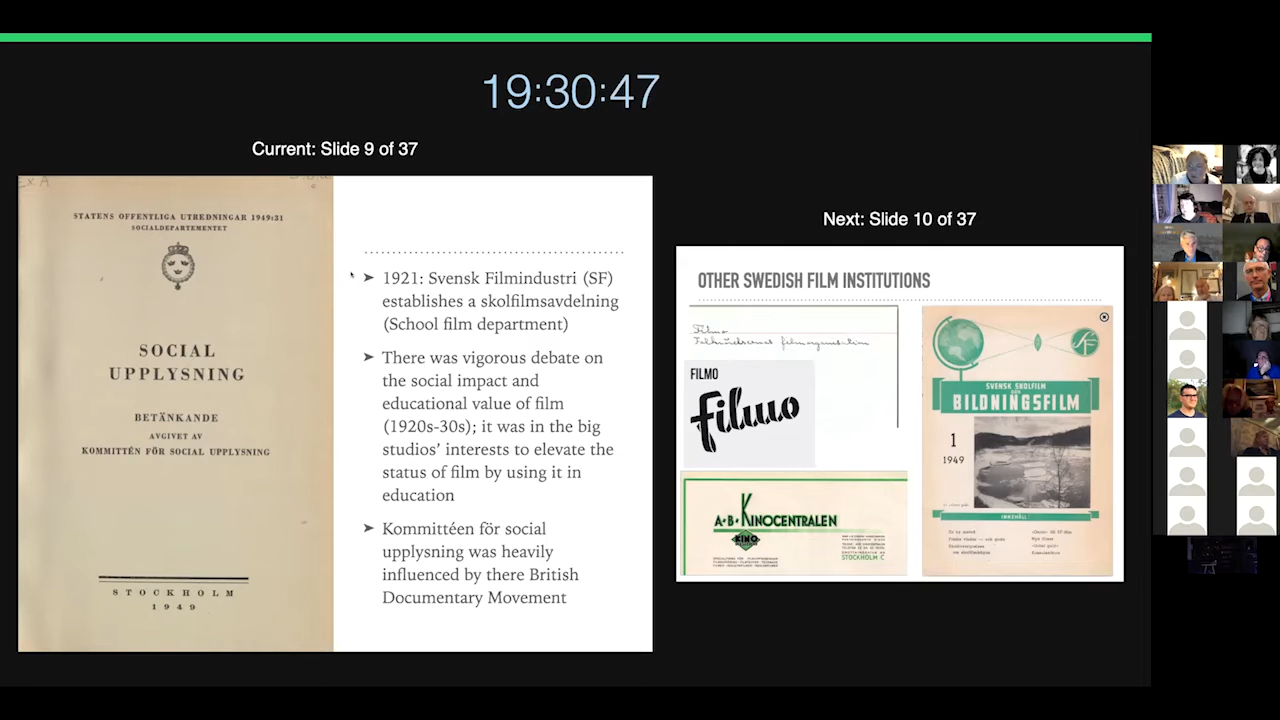 19:30:47
Current: Slide 9 of 37
STATENS OFFENTLIGA UTREDNINGAR 1949:31
SOCIALDEPARTEMENTET
SOCIAL
UPPLYSNING
BETÄNKANDE
AVGIVET AV
KOMMITTÉN FÖR SOCIAL UPPLYSNING
STOCKHOLM
1949
➤ 1921: Svensk Filmindustri (SF)
establishes a skolfilmsavdelning
(School film department)
➤ There was vigorous debate on
the social impact and
educational value of film
(1920s-30s); it was in the big
studios' interests to elevate the
status of film by using it in
education
➤ Kommittéen för social
upplysning was heavily
influenced by there British
Documentary Movement
Next: Slide 10 of 37
OTHER SWEDISH FILM INSTITUTIONS
Filmo
filmorganisation
FILMO
filmo
A·B·KINOCENTRALEN
KINO
STOCKHOLM C
SF
SVENSK SKOLFILM
BILDNINGSFILM
1
1949
INNEHÅLL: